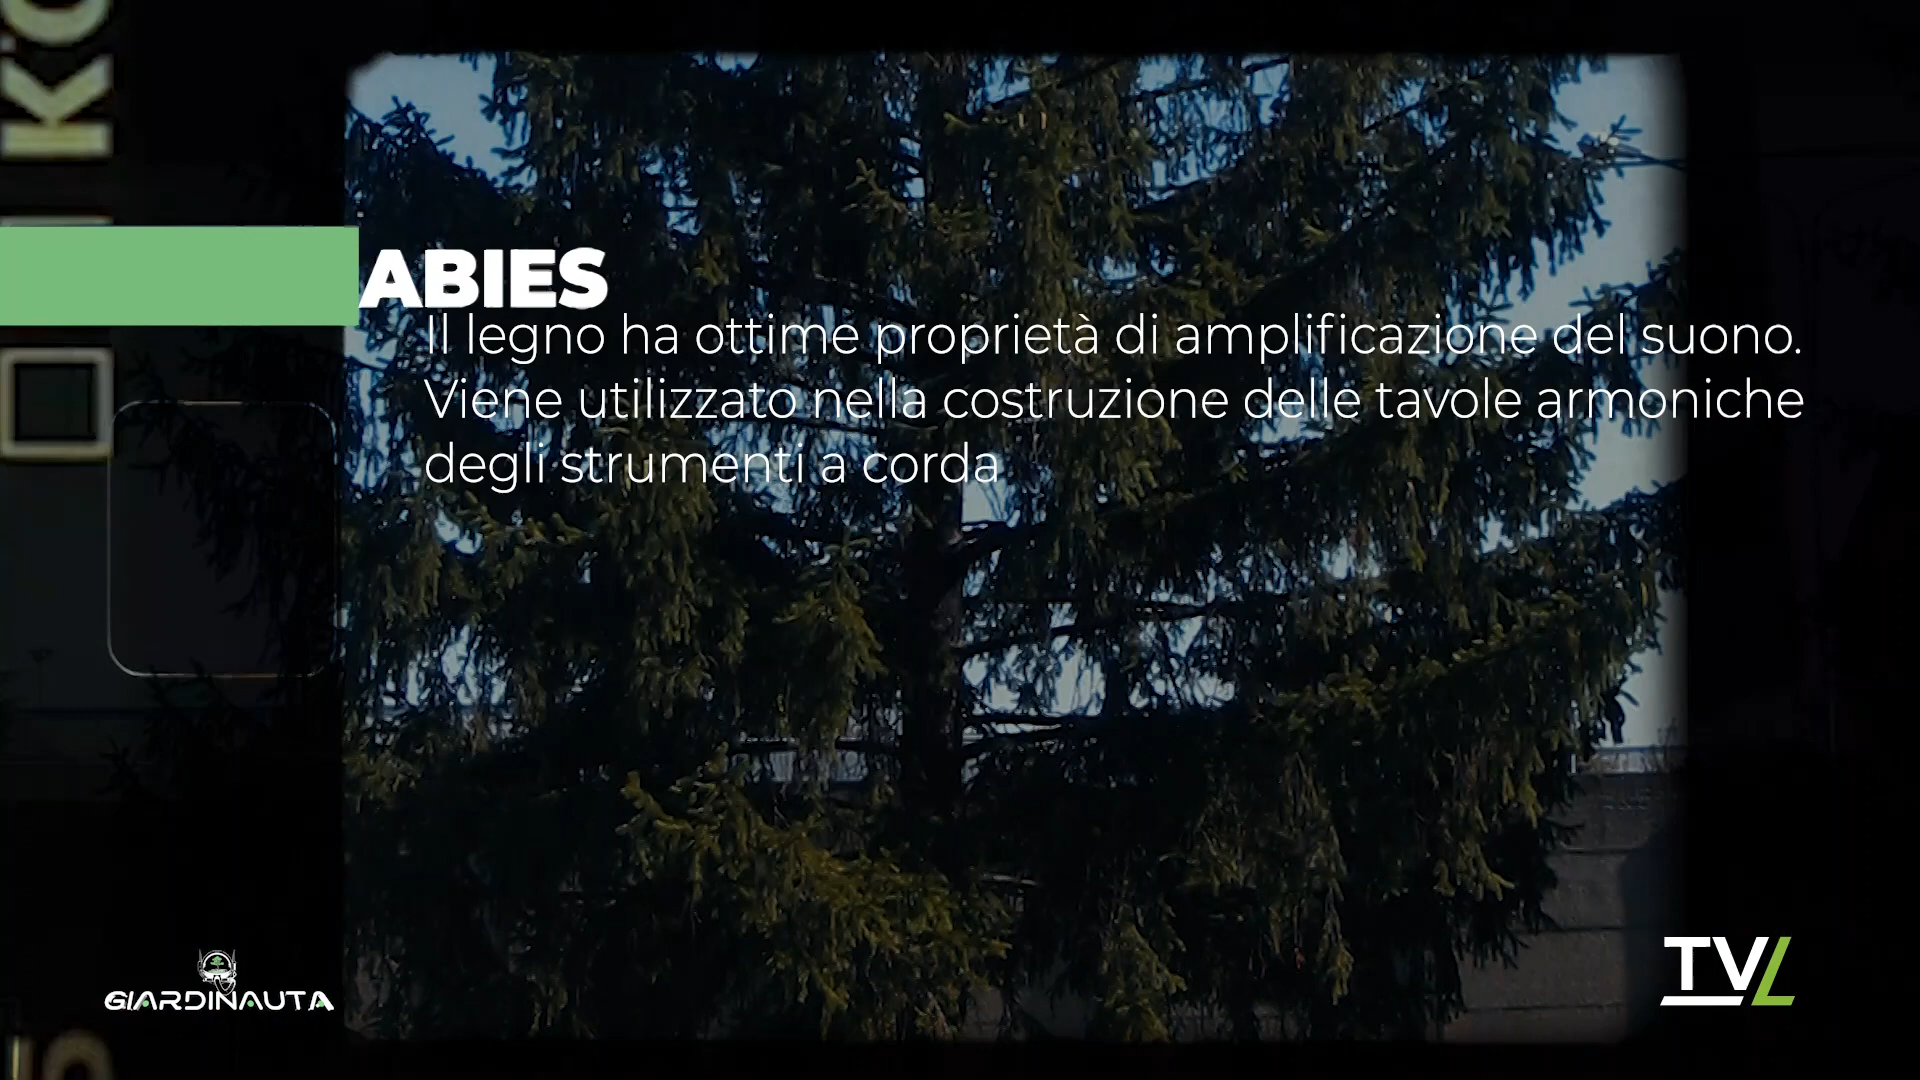 ABIES
Il legno ha ottime proprietà di amplificazione del suono.
Viene utilizzato nella costruzione delle tavole armoniche
degli strumenti a corda
GIARDINAUTA
TVL